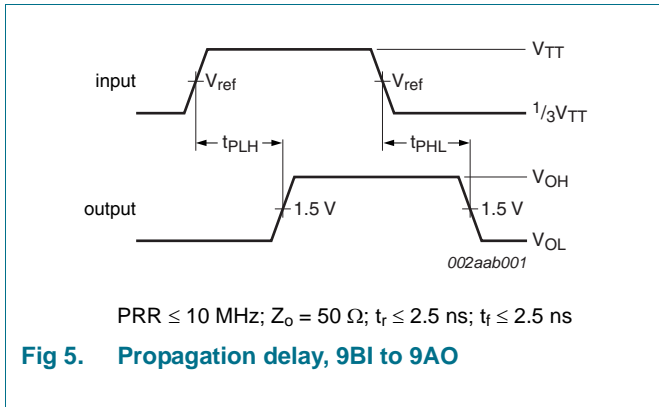 V_TT
input
V_ref
V_ref
1/3V_TT
t_PLH
t_PHL
V_OH
output
1.5 V
1.5 V
V_OL
002aab001
PRR ≤ 10 MHz; Z_o = 50 Ω; t_r ≤ 2.5 ns; t_f ≤ 2.5 ns
Fig 5. Propagation delay, 9BI to 9AO